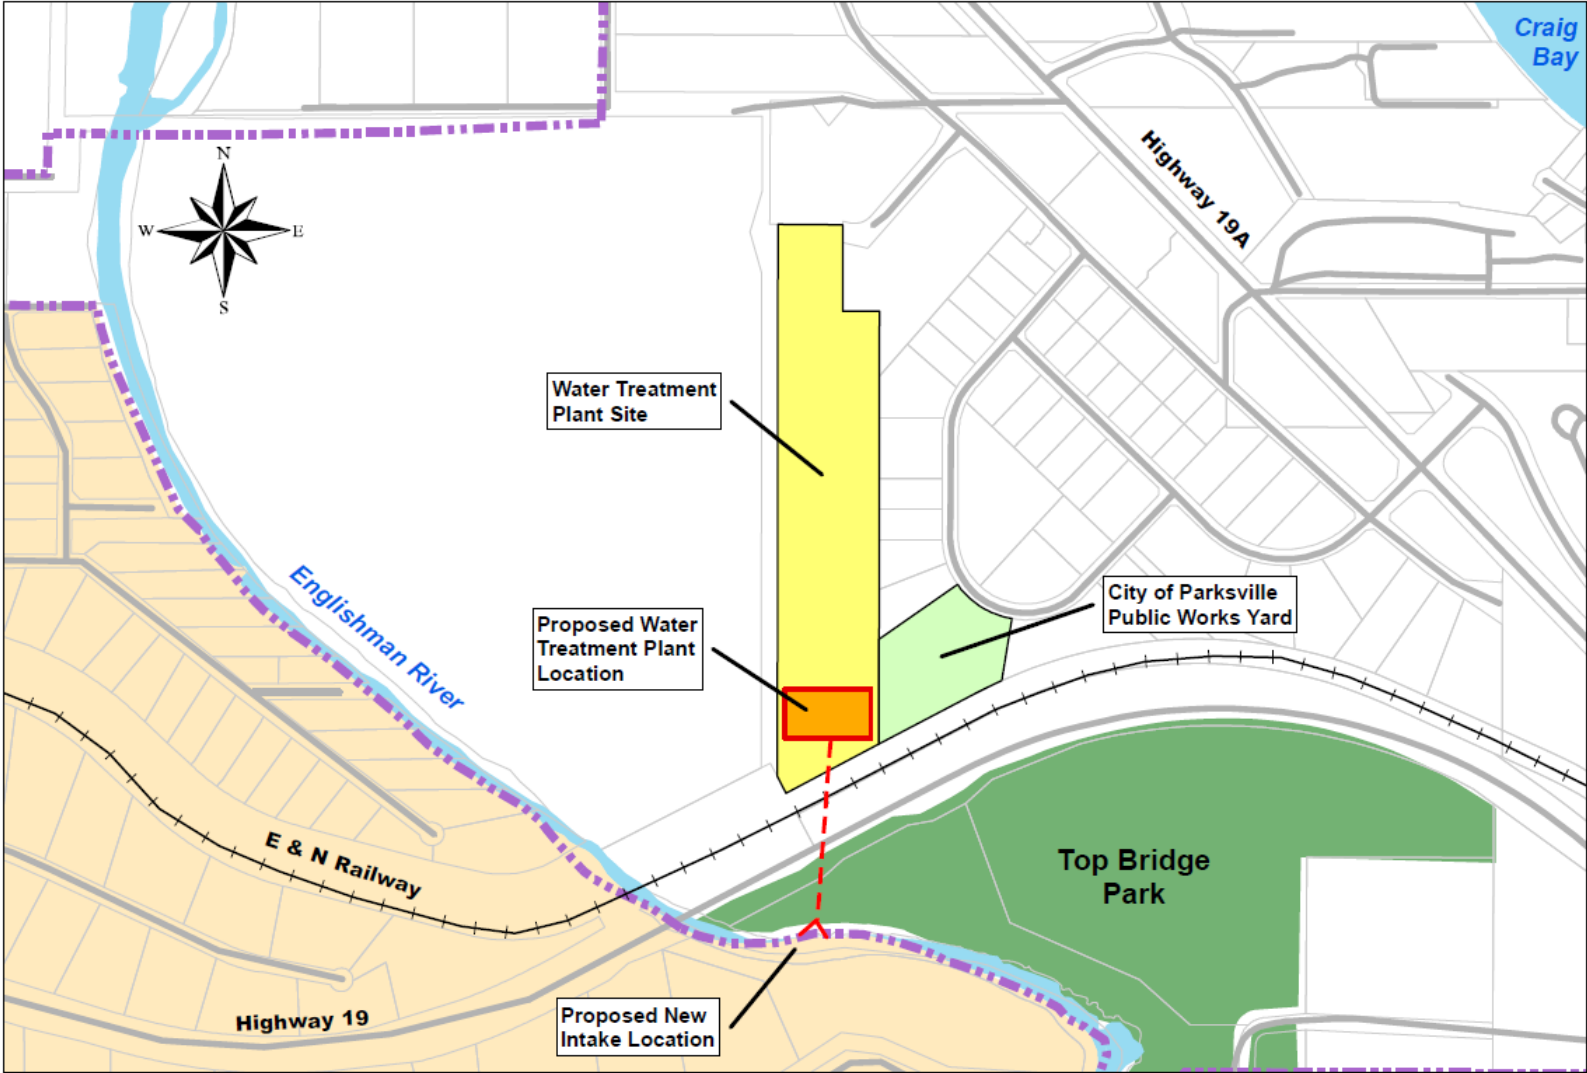 Craig
Bay
N
W
E
S
Highway 19A
Water Treatment
Plant Site
Englishman River
City of Parksville
Public Works Yard
Proposed Water
Treatment Plant
Location
E & N Railway
Top Bridge
Park
Highway 19
Proposed New
Intake Location